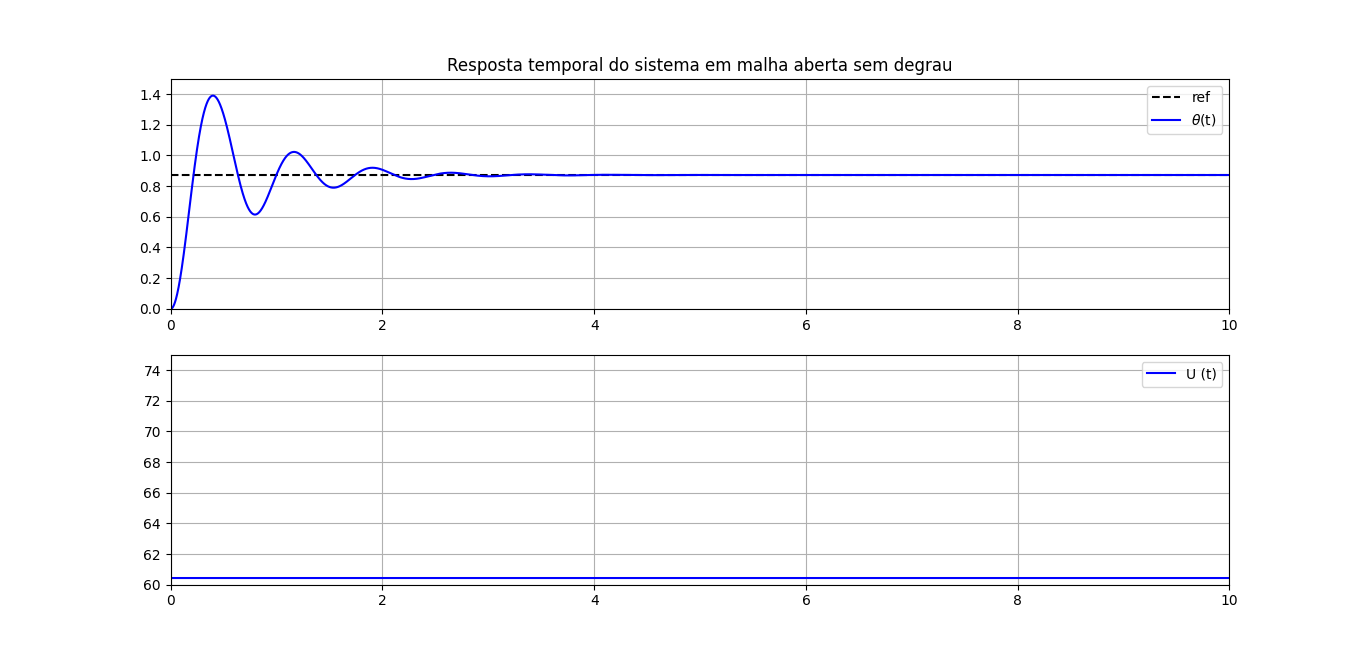 Resposta temporal do sistema em malha aberta sem degrau
1.4
1.2
1.0
0.8
0.6
0.4
0.2
0.0
ref
θ(t)
0 2 4 6 8 10
74
72
70
68
66
64
62
60
U (t)
0 2 4 6 8 10